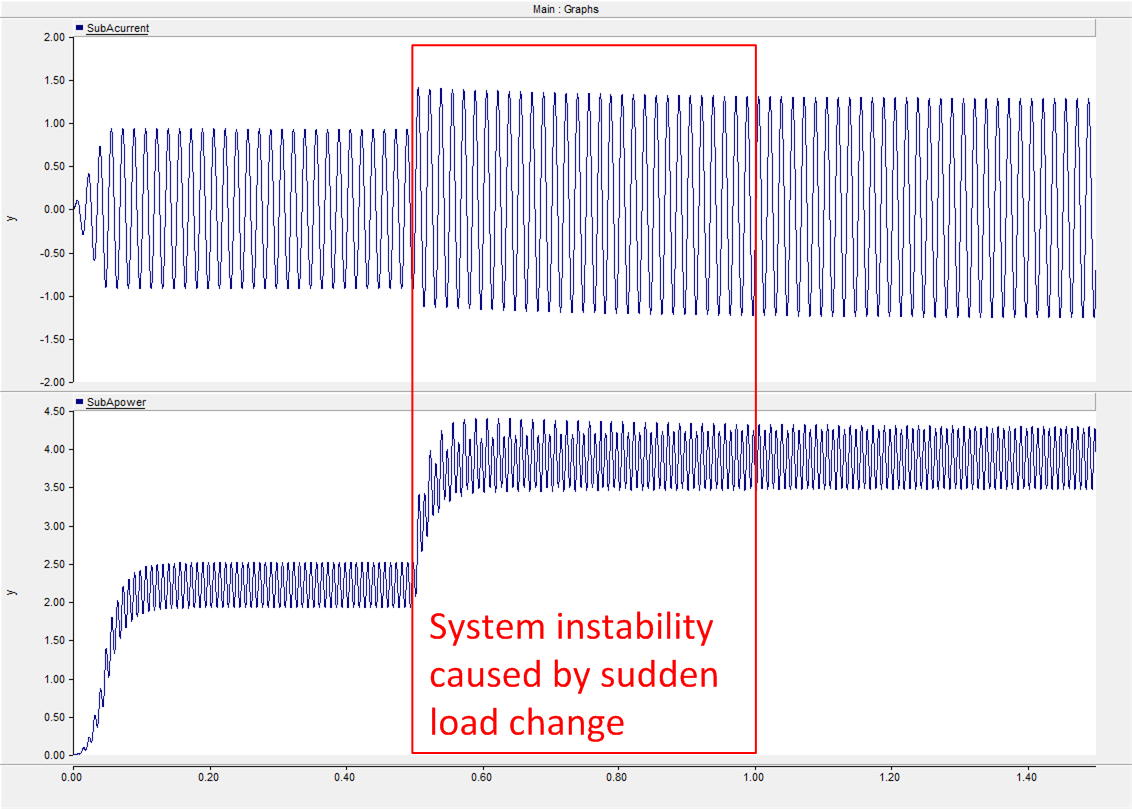 Main : Graphs
SubAcurrent
2.00
1.50
1.00
0.50
0.00
-0.50
-1.00
-1.50
-2.00
y
SubApower
4.50
4.00
3.50
3.00
2.50
2.00
1.50
1.00
0.50
0.00
y
System instability
caused by sudden
load change
0.00 0.20 0.40 0.60 0.80 1.00 1.20 1.40